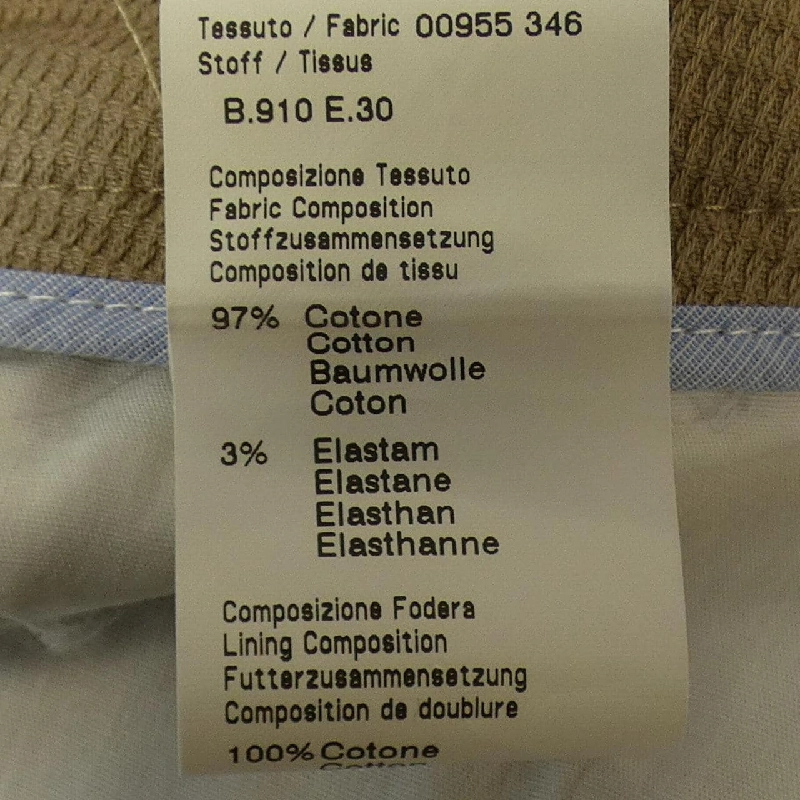 Tessuto / Fabric 00955 346
Stoff / Tissus
B.910 E.30
Composizione Tessuto
Fabric Composition
Stoffzusammensetzung
Composition de tissu
97% Cotone
Cotton
Baumwolle
Coton
3% Elastam
Elastane
Elasthan
Elasthanne
Composizione Fodera
Lining Composition
Futterzusammensetzung
Composition de doublure
100% Cotone